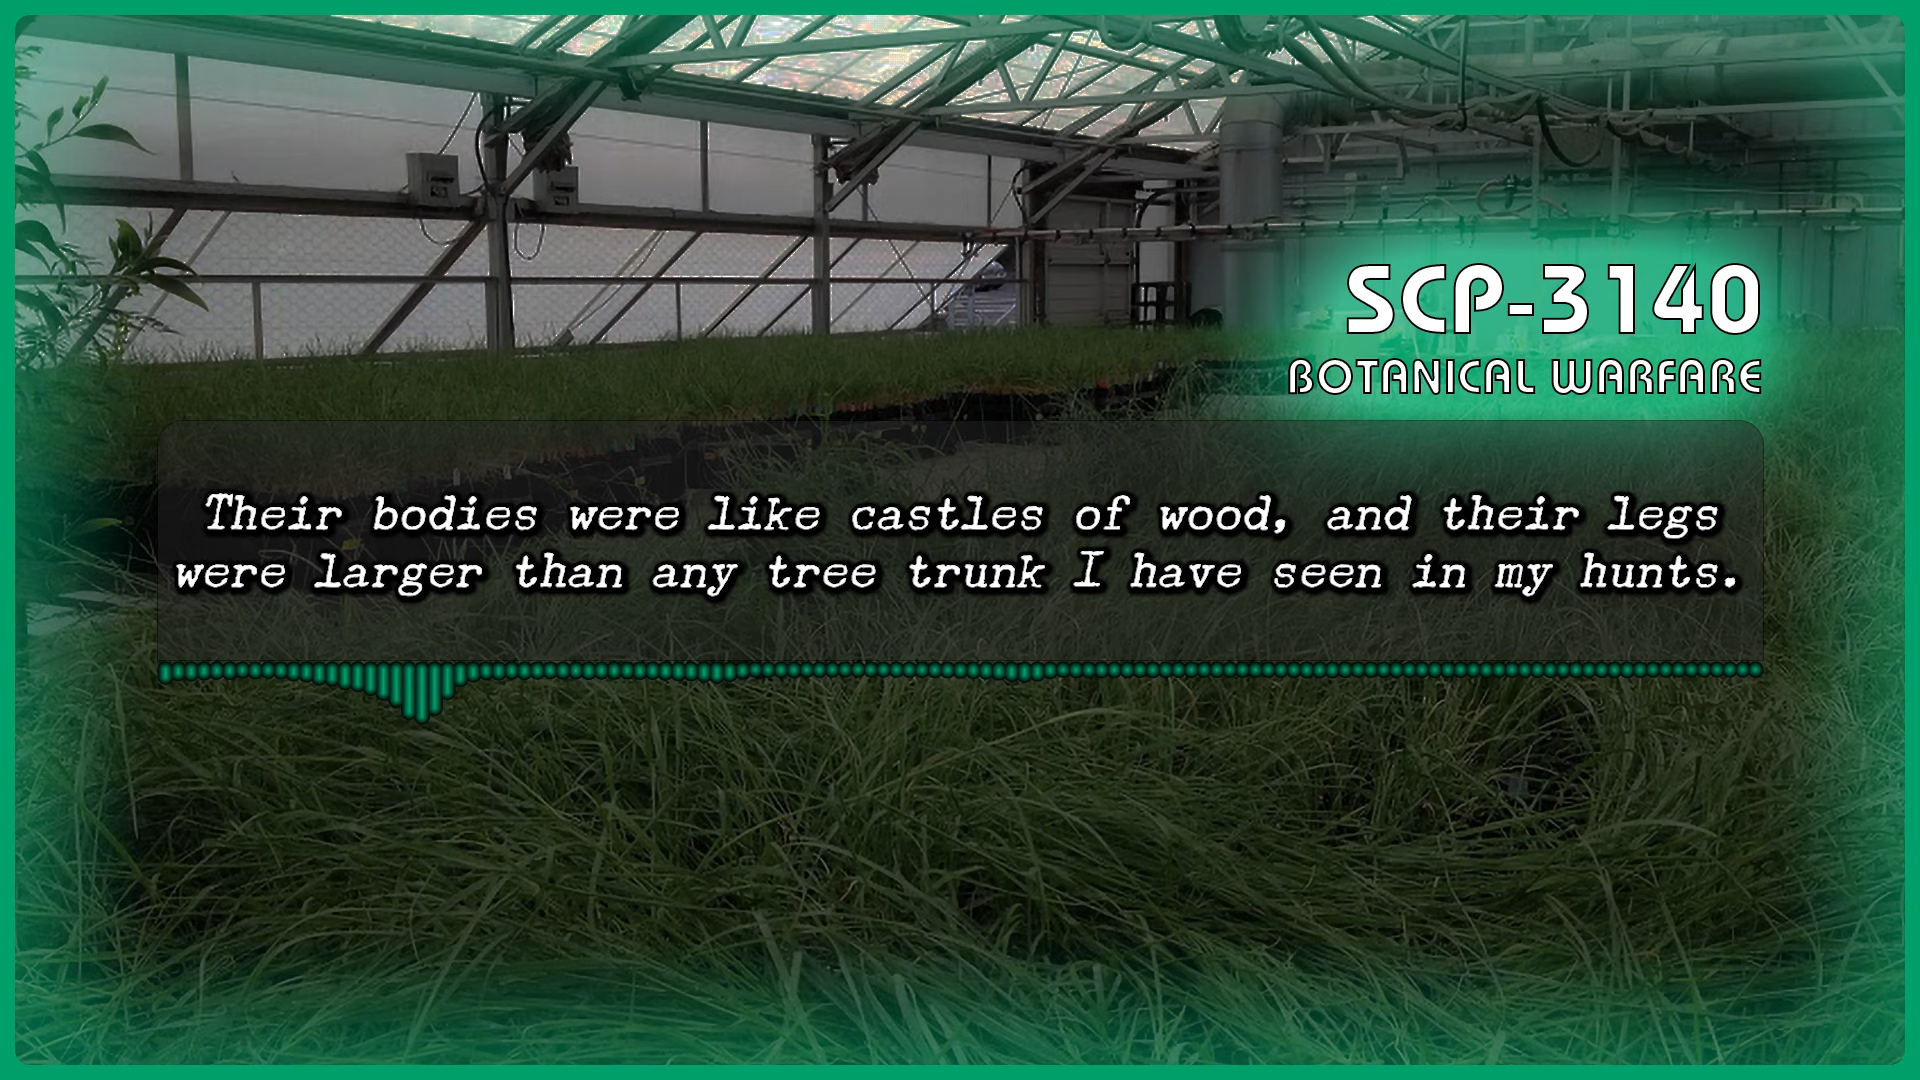 SCP-3140
BOTANICAL WARFARE
Their bodies were like castles of wood, and their legs
were larger than any tree trunk I have seen in my hunts.